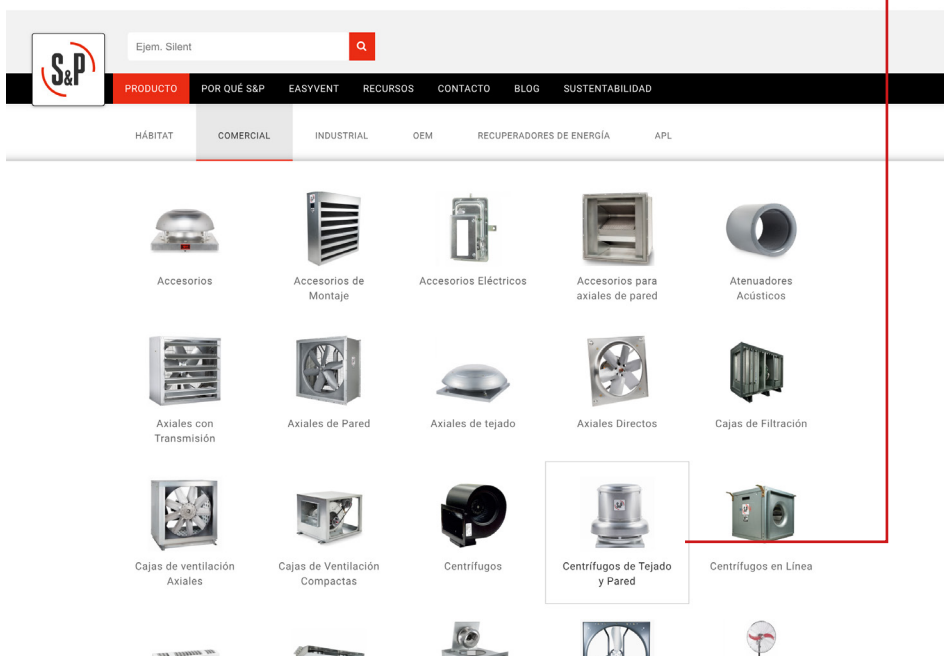 Ejem. Silent
S&P
PRODUCTO POR QUÉ S&P EASYVENT RECURSOS CONTACTO BLOG SUSTENTABILIDAD
HÁBITAT COMERCIAL INDUSTRIAL OEM RECUPERADORES DE ENERGÍA APL
Accesorios
Accesorios de
Montaje
Accesorios Eléctricos
Accesorios para
axiales de pared
Atenuadores
Acústicos
Axiales con
Transmisión
Axiales de Pared
Axiales de tejado
Axiales Directos
Cajas de Filtración
Cajas de ventilación
Axiales
Cajas de Ventilación
Compactas
Centrífugos
Centrífugos de Tejado
y Pared
Centrífugos en Línea